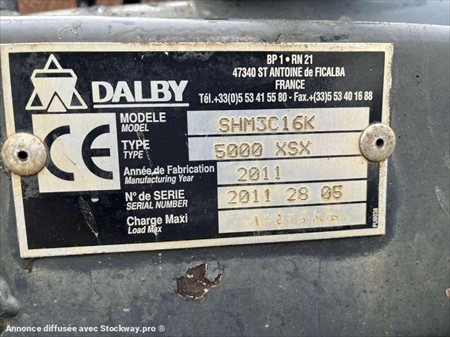 BP 1 • RN 21
47340 ST ANTOINE de FICALBA
FRANCE
DALBY
Tél.+33(0)5 53 41 55 80 - Fax.+(33)5 53 40 16 88
CE
MODELE SHM3C16K
MODEL
TYPE 5000 XSX
TYPE
Année de Fabrication 2011
Manufacturing Year
N° de SERIE 2011 28 05
SERIAL NUMBER
Charge Maxi
Load Max
Annonce diffusée avec Stockway.pro ®